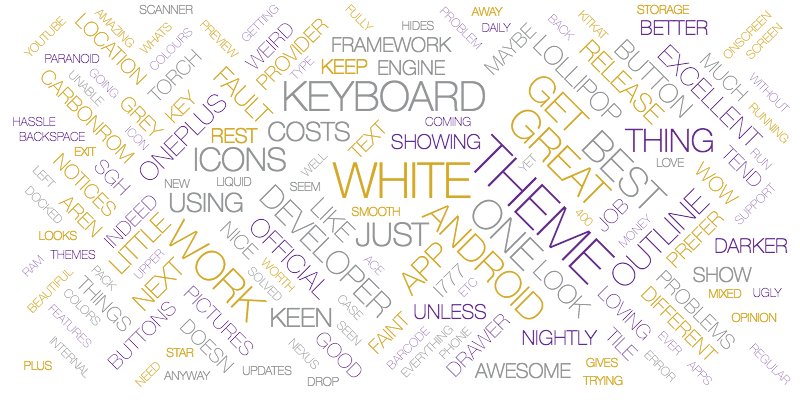 SCANNER
GETTING
FULLY
HIDES
PROBLEM
AWAY
DAILY
BACK
KITKAT
STORAGE
BETTER
ONSCREEN
SCREEN
YOUTUBE
AMAZING
LOCATION
WHATS
COLOURS
PREVIEW
WEIRD
PROVIDER
TYPE
FRAMEWORK
KEEP
ENGINE
MAYBE
LOLLIPOP
RELEASE
BUTTON
EXCELLENT
MUCH
WITHOUT
RUNNING
PARANOID
GOING
UNABLE
CARBONROM
TORCH
GREY
KEY
FAULT
KEYBOARD
GET
GREAT
BEST
THING
RUN
LOVE
TEND
HASSLE
BACKSPACE
ICON
ONEPLUS
REST
COSTS
TEXT
COMING
SHOWING
EXIT
NOTICES
SGH
ICONS
WELL
YET
WOW
SUPPORT
LEFT
DOCKED
AREN
NEW
LIQUID
SEEM
WHITE
THEME
400
JOB
MONEY
OUTLINE
PREFER
USING
DEVELOPER
LIKE
SMOOTH
JUST
ANDROID
ONE
LOOK
LOOKS
INDEED
LITTLE
WORK
NICE
OFFICIAL
APP
I777
ETC
DARKER
RAM
THEMES
UPPER
NEXT
SOLVED
WORTH
ACE
CASE
SHOW
MIXED
UGLY
BEAUTIFUL
PACK
COLORS
THINGS
PICTURES
KEEN
SEEN
FAINT
UNLESS
LOVING
PROBLEMS
DIFFERENT
OPINION
FEATURES
BUTTONS
DOESN
NEXUS
GOOD
BARCODE
EVERYTHING
PHONE
DRAWER
NIGHTLY
TILE
EVER
INTERNAL
PLUS
STAR
NEED
ANYWAY
UPDATES
DROP
AWESOME
GIVES
TRYING
ERROR
APPS
REGULAR